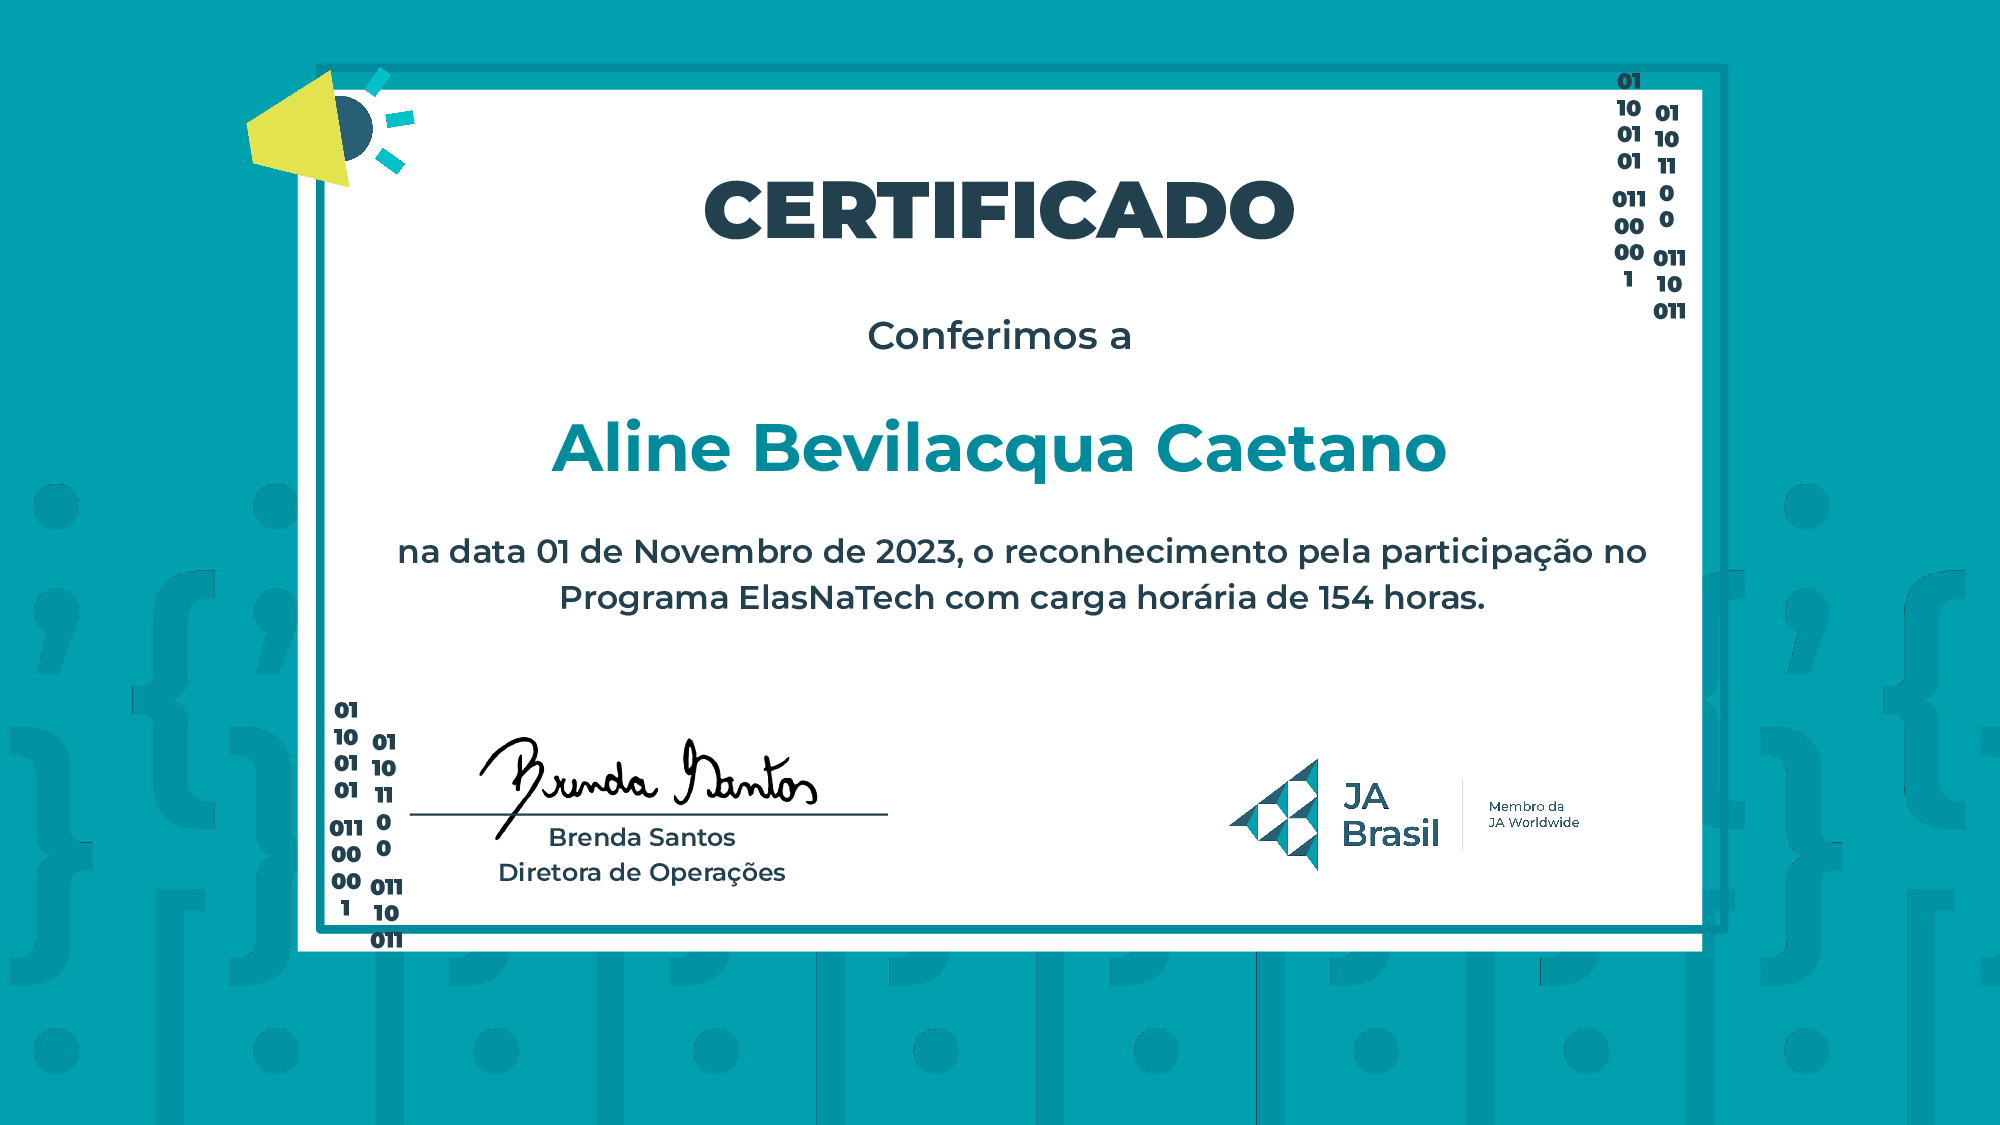 01
10
01
01
011
00
00
1
01
10
11
0
0
011
10
011
CERTIFICADO
Conferimos a
Aline Bevilacqua Caetano
na data 01 de Novembro de 2023, o reconhecimento pela participação no
Programa ElasNaTech com carga horária de 154 horas.
01
10
01
01
011
00
00
1
01
10
11
0
0
011
10
011
Brenda Santos
Brenda Santos
Diretora de Operações
JA
Brasil
Membro da
JA Worldwide